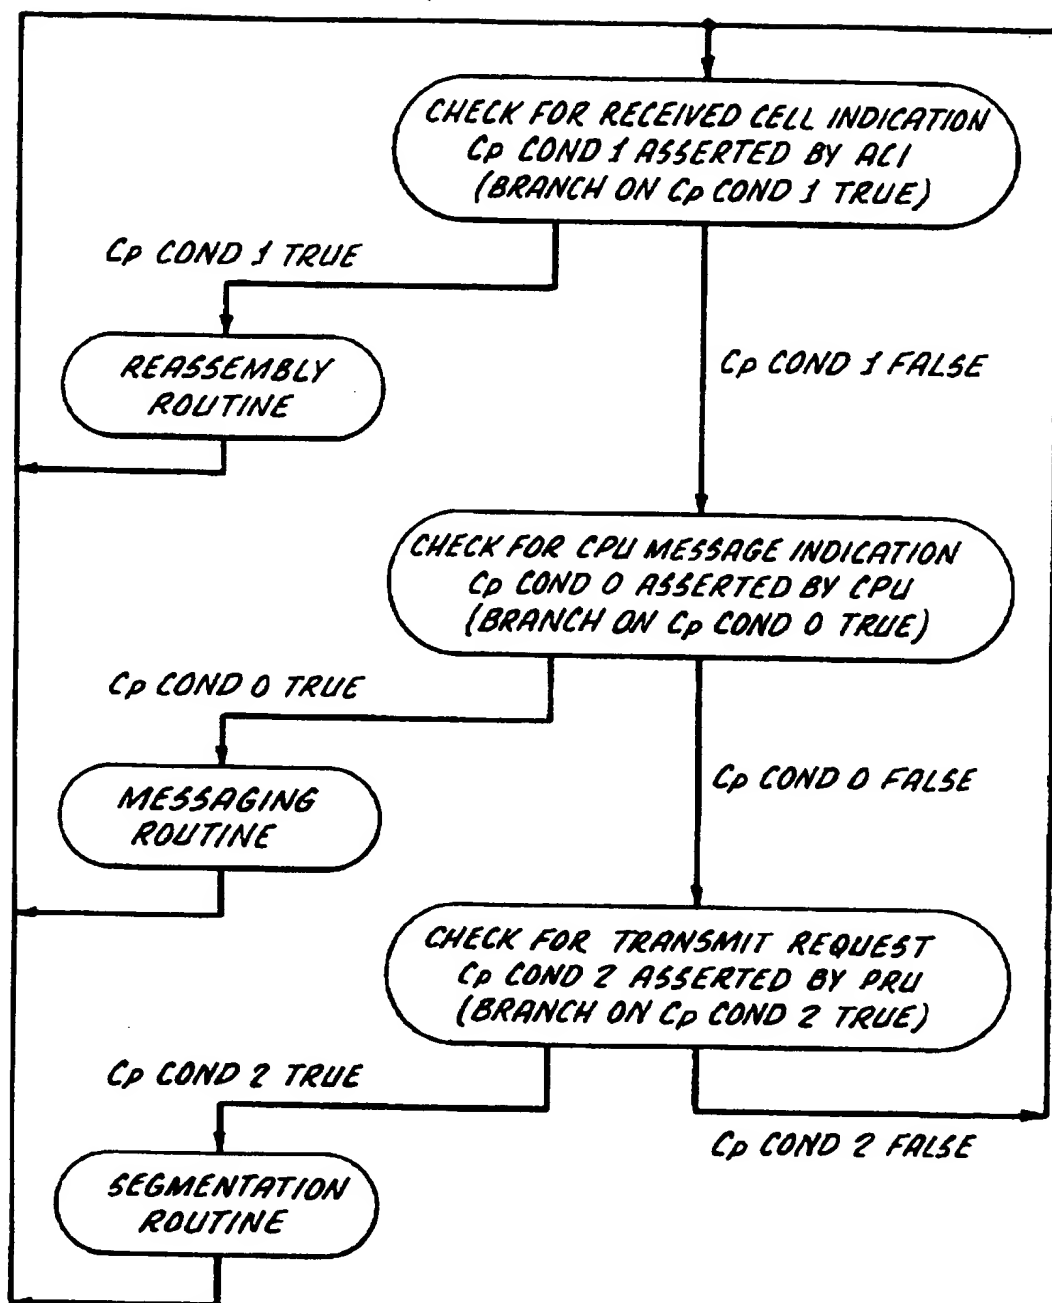 CHECK FOR RECEIVED CELL INDICATION
Cp COND 1 ASSERTED BY ACI
(BRANCH ON Cp COND 1 TRUE)
Cp COND 1 TRUE
REASSEMBLY
ROUTINE
Cp COND 1 FALSE
CHECK FOR CPU MESSAGE INDICATION
Cp COND 0 ASSERTED BY CPU
(BRANCH ON Cp COND 0 TRUE)
Cp COND 0 TRUE
MESSAGING
ROUTINE
Cp COND 0 FALSE
CHECK FOR TRANSMIT REQUEST
Cp COND 2 ASSERTED BY PRU
(BRANCH ON Cp COND 2 TRUE)
Cp COND 2 TRUE
Cp COND 2 FALSE
SEGMENTATION
ROUTINE